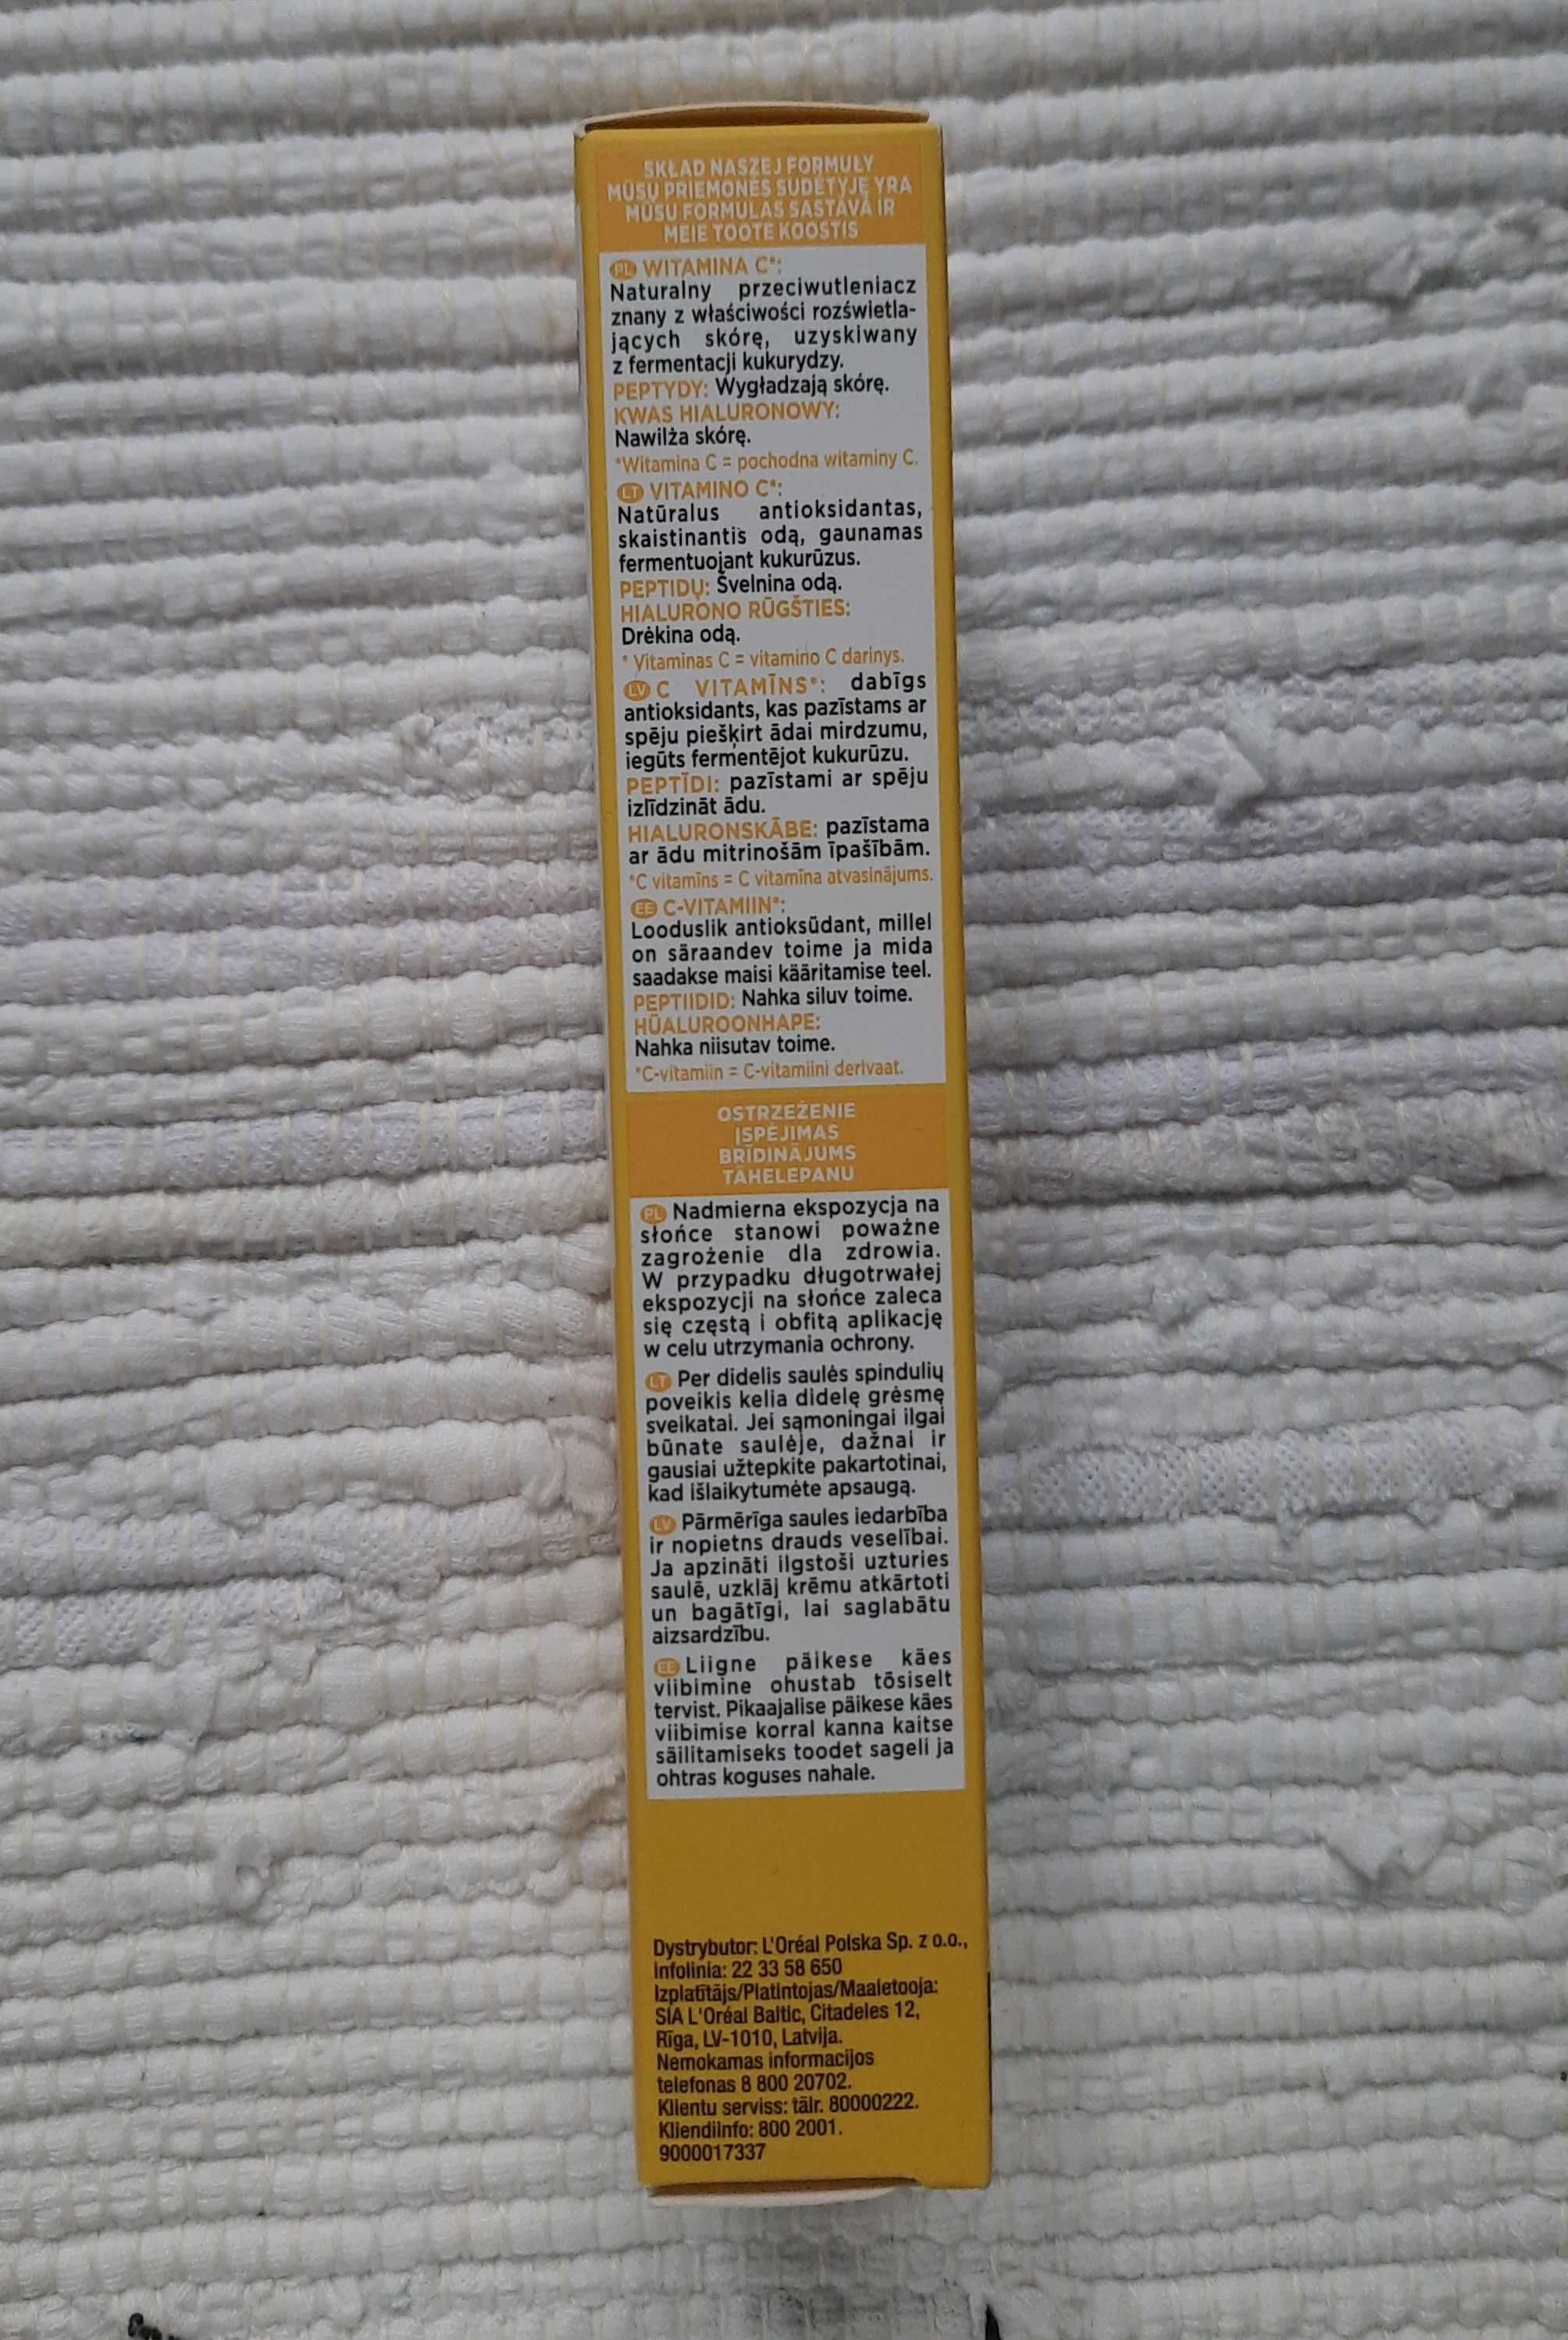 SKŁAD NASZEJ FORMUŁY
MŪSŲ PRIEMONĖS SUDĖTYJE YRA
MŪSU FORMULAS SASTĀVĀ IR
MEIE TOOTE KOOSTIS
PL WITAMINA C*:
Naturalny przeciwutleniacz
znany z właściwości rozświetla-
jących skórę, uzyskiwany
z fermentacji kukurydzy.
PEPTYDY: Wygładzają skórę.
KWAS HIALURONOWY:
Nawilża skórę.
*Witamina C = pochodna witaminy C.
LT VITAMINO C*:
Natūralus antioksidantas,
skaistinantis odą, gaunamas
fermentuojant kukurūzus.
PEPTIDŲ: Švelnina odą.
HIALURONO RŪGŠTIES:
Drėkina odą.
* Vitaminas C = vitamino C darinys.
LV C VITAMĪNS*: dabīgs
antioksidants, kas pazīstams ar
spēju piešķirt ādai mirdzumu,
iegūts fermentējot kukurūzu.
PEPTĪDI: pazīstami ar spēju
izlīdzināt ādu.
HIALURONSKĀBE: pazīstama
ar ādu mitrinošām īpašībām.
*C vitamīns = C vitamīna atvasinājums.
EE C-VITAMIIN*:
Looduslik antioksüdant, millel
on säraandev toime ja mida
saadakse maisi kääritamise teel.
PEPTIIDID: Nahka siluv toime.
HÜALUROONHAPE:
Nahka niisutav toime.
*C-vitamiin = C-vitamiini derivaat.
OSTRZEŻENIE
ĮSPĖJIMAS
BRĪDINĀJUMS
TÄHELEPANU
PL Nadmierna ekspozycja na
słońce stanowi poważne
zagrożenie dla zdrowia.
W przypadku długotrwałej
ekspozycji na słońce zaleca
się częstą i obfitą aplikację
w celu utrzymania ochrony.
LT Per didelis saulės spindulių
poveikis kelia didelę grėsmę
sveikatai. Jei sąmoningai ilgai
būnate saulėje, dažnai ir
gausiai užtepkite pakartotinai,
kad išlaikytumėte apsaugą.
LV Pārmērīga saules iedarbība
ir nopietns drauds veselībai.
Ja apzināti ilgstoši uzturies
saulē, uzklāj krēmu atkārtoti
un bagātīgi, lai saglabātu
aizsardzību.
EE Liigne päikese käes
viibimine ohustab tõsiselt
tervist. Pikaajalise päikese käes
viibimise korral kanna kaitse
säilitamiseks toodet sageli ja
ohtras koguses nahale.
Dystrybutor: L'Oréal Polska Sp. z o.o.,
infolinia: 22 33 58 650
Izplatītājs/Platintojas/Maaletooja:
SIA L'Oréal Baltic, Citadeles 12,
Rīga, LV-1010, Latvija.
Nemokamas informacijos
telefonas 8 800 20702.
Klientu serviss: tālr. 80000222.
Kliendiinfo: 800 2001.
9000017337